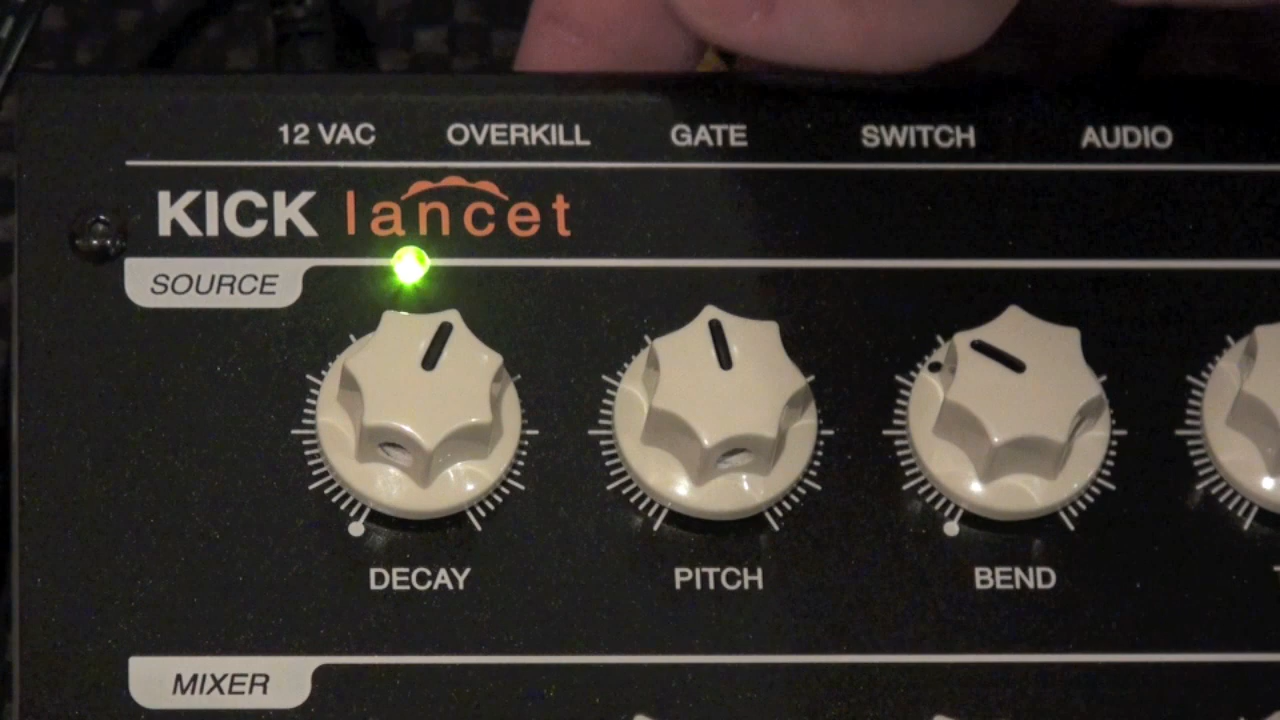 12 VAC OVERKILL GATE SWITCH AUDIO
KICK lancet
SOURCE
DECAY PITCH BEND
MIXER